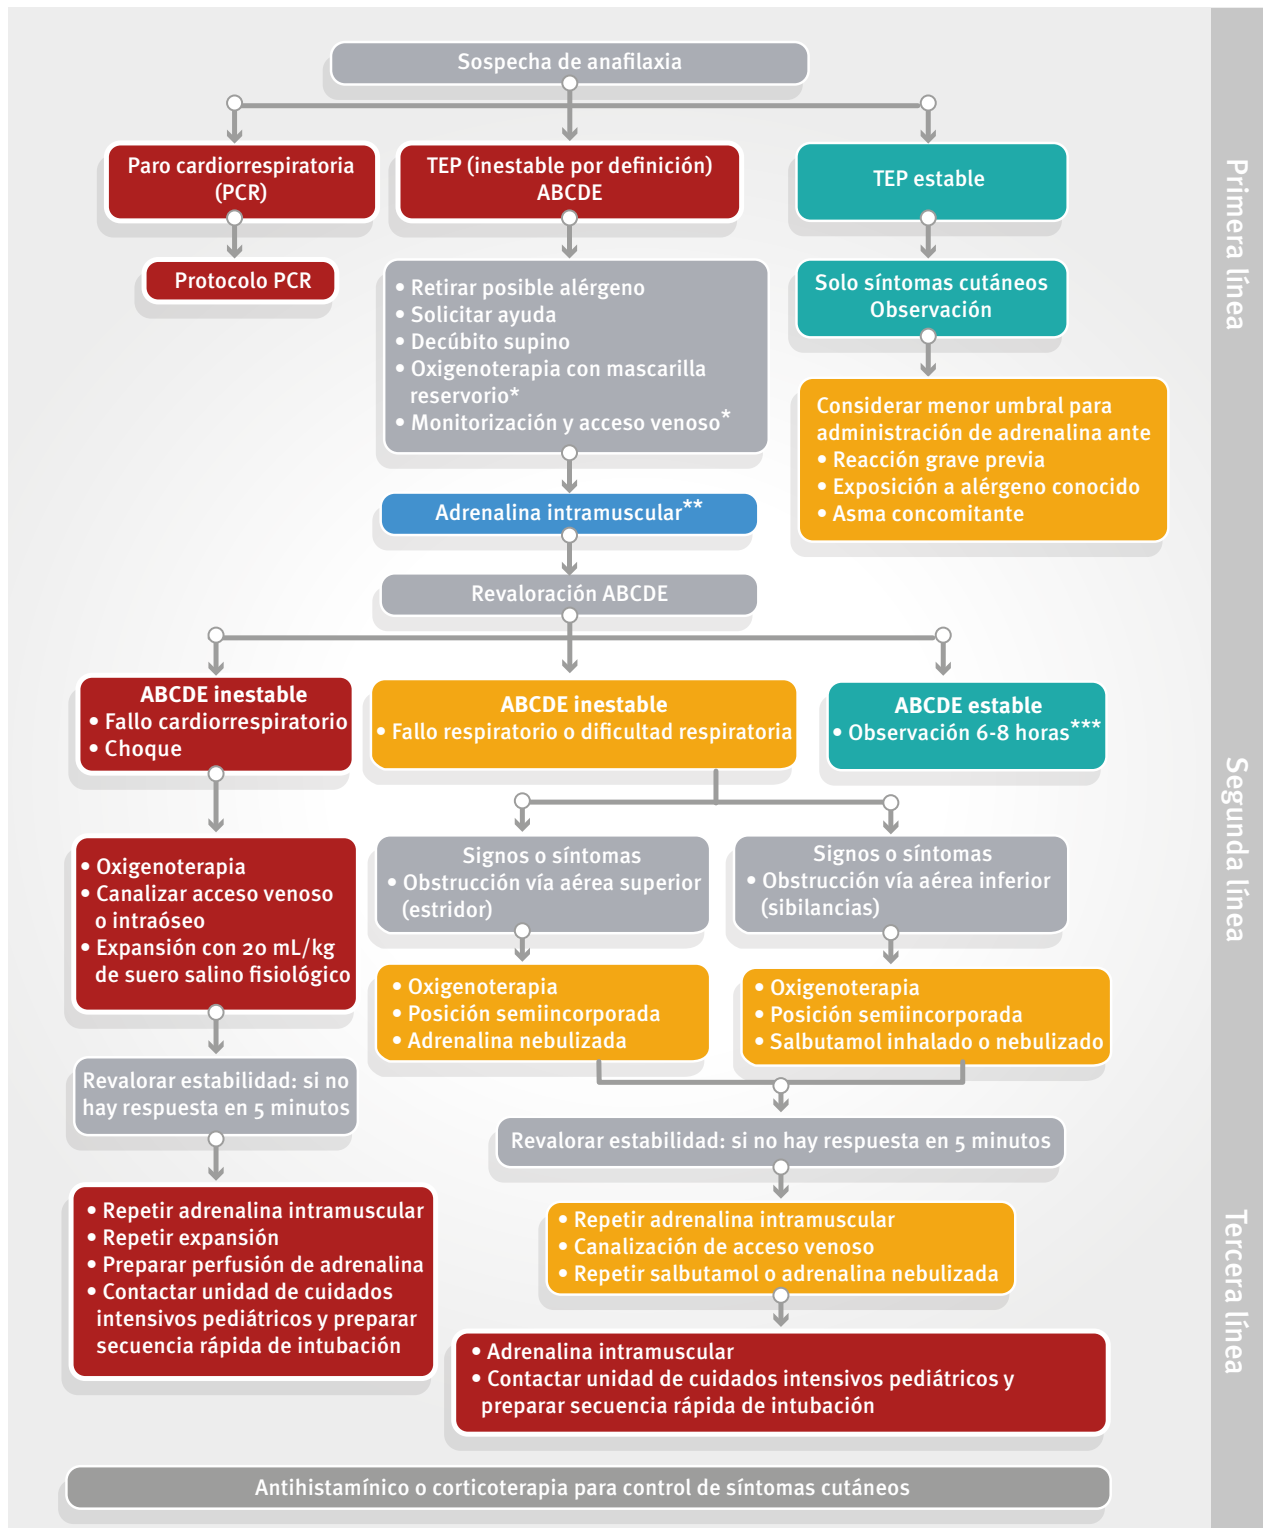 Sospecha de anafilaxia
Paro cardiorrespiratoria
(PCR)
TEP (inestable por definición)
ABCDE
TEP estable
Protocolo PCR
• Retirar posible alérgeno
• Solicitar ayuda
• Decúbito supino
• Oxigenoterapia con mascarilla
reservorio*
• Monitorización y acceso venoso*
Solo síntomas cutáneos
Observación
Considerar menor umbral para
administración de adrenalina ante
• Reacción grave previa
• Exposición a alérgeno conocido
• Asma concomitante
Adrenalina intramuscular**
Revaloración ABCDE
Primera línea
ABCDE inestable
• Fallo cardiorrespiratorio
• Choque
ABCDE inestable
• Fallo respiratorio o dificultad respiratoria
ABCDE estable
• Observación 6-8 horas***
• Oxigenoterapia
• Canalizar acceso venoso
o intraóseo
• Expansión con 20 mL/kg
de suero salino fisiológico
Signos o síntomas
• Obstrucción vía aérea superior
(estridor)
Signos o síntomas
• Obstrucción vía aérea inferior
(sibilancias)
• Oxigenoterapia
• Posición semiincorporada
• Adrenalina nebulizada
• Oxigenoterapia
• Posición semiincorporada
• Salbutamol inhalado o nebulizado
Segunda línea
Revalorar estabilidad: si no
hay respuesta en 5 minutos
Revalorar estabilidad: si no hay respuesta en 5 minutos
• Repetir adrenalina intramuscular
• Repetir expansión
• Preparar perfusión de adrenalina
• Contactar unidad de cuidados
intensivos pediátricos y preparar
secuencia rápida de intubación
• Repetir adrenalina intramuscular
• Canalización de acceso venoso
• Repetir salbutamol o adrenalina nebulizada
• Adrenalina intramuscular
• Contactar unidad de cuidados intensivos pediátricos y
preparar secuencia rápida de intubación
Tercera línea
Antihistamínico o corticoterapia para control de síntomas cutáneos